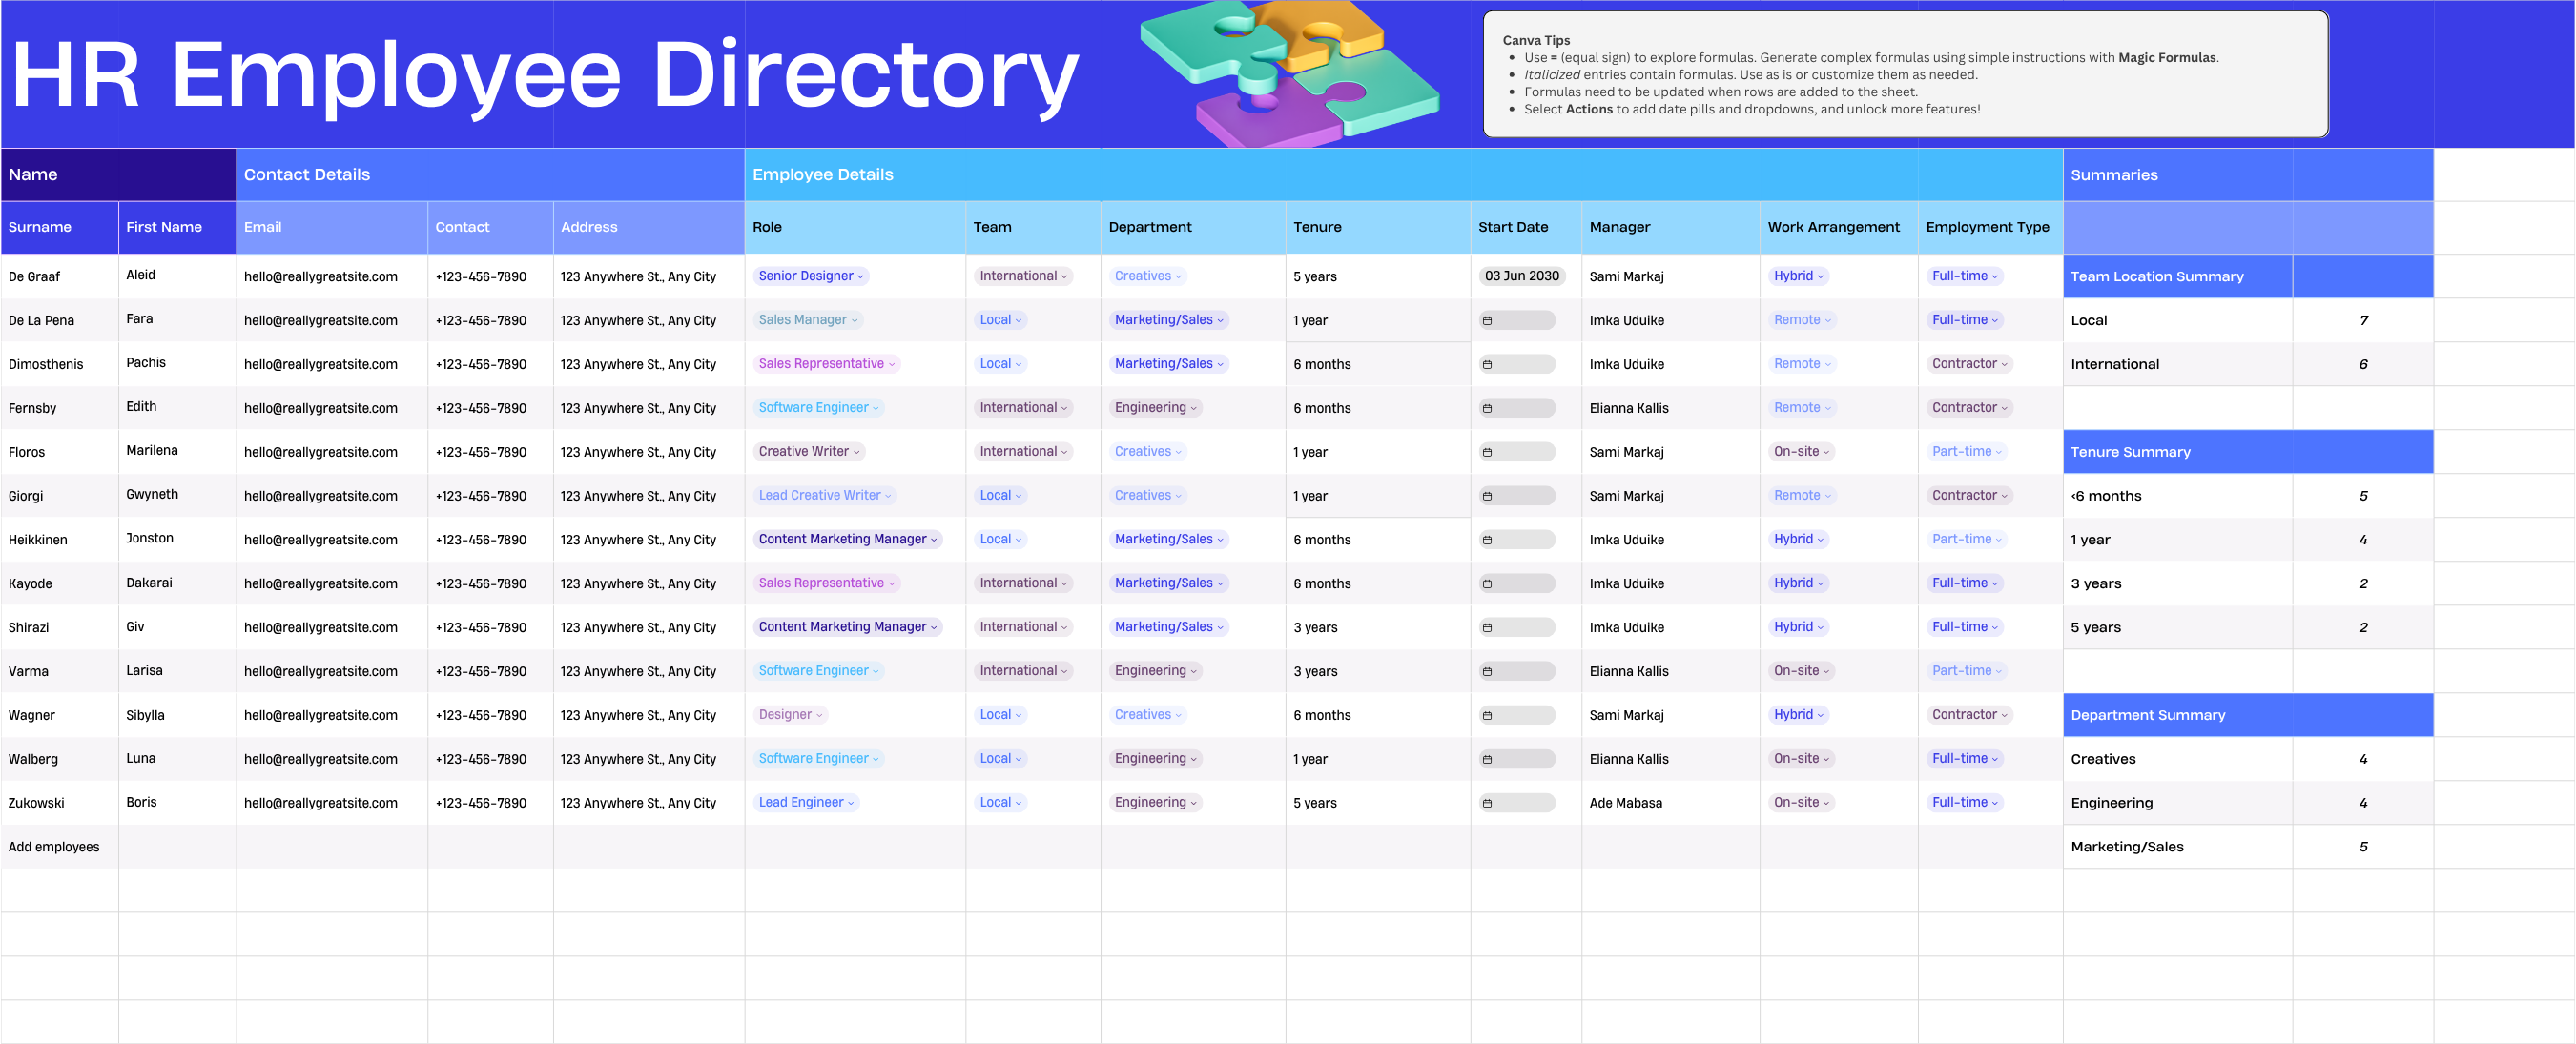 HR Employee Directory
Canva Tips
• Use = (equal sign) to explore formulas. Generate complex formulas using simple instructions with Magic Formulas.
• Italicized entries contain formulas. Use as is or customize them as needed.
• Formulas need to be updated when rows are added to the sheet.
• Select Actions to add date pills and dropdowns, and unlock more features!
Name Contact Details Employee Details Summaries
Surname First Name Email Contact Address Role Team Department Tenure Start Date Manager Work Arrangement Employment Type
De Graaf Aleid hello@reallygreatsite.com +123-456-7890 123 Anywhere St., Any City Senior Designer International Creatives 5 years 03 Jun 2030 Sami Markaj Hybrid Full-time Team Location Summary
De La Pena Fara hello@reallygreatsite.com +123-456-7890 123 Anywhere St., Any City Sales Manager Local Marketing/Sales 1 year Imka Uduike Remote Full-time Local 7
Dimosthenis Pachis hello@reallygreatsite.com +123-456-7890 123 Anywhere St., Any City Sales Representative Local Marketing/Sales 6 months Imka Uduike Remote Contractor International 6
Fernsby Edith hello@reallygreatsite.com +123-456-7890 123 Anywhere St., Any City Software Engineer International Engineering 6 months Elianna Kallis Remote Contractor
Floros Marilena hello@reallygreatsite.com +123-456-7890 123 Anywhere St., Any City Creative Writer International Creatives 1 year Sami Markaj On-site Part-time Tenure Summary
Giorgi Gwyneth hello@reallygreatsite.com +123-456-7890 123 Anywhere St., Any City Lead Creative Writer Local Creatives 1 year Sami Markaj Remote Contractor <6 months 5
Heikkinen Jonston hello@reallygreatsite.com +123-456-7890 123 Anywhere St., Any City Content Marketing Manager Local Marketing/Sales 6 months Imka Uduike Hybrid Part-time 1 year 4
Kayode Dakarai hello@reallygreatsite.com +123-456-7890 123 Anywhere St., Any City Sales Representative International Marketing/Sales 6 months Imka Uduike Hybrid Full-time 3 years 2
Shirazi Giv hello@reallygreatsite.com +123-456-7890 123 Anywhere St., Any City Content Marketing Manager International Marketing/Sales 3 years Imka Uduike Hybrid Full-time 5 years 2
Varma Larisa hello@reallygreatsite.com +123-456-7890 123 Anywhere St., Any City Software Engineer International Engineering 3 years Elianna Kallis On-site Part-time
Wagner Sibylla hello@reallygreatsite.com +123-456-7890 123 Anywhere St., Any City Designer Local Creatives 6 months Sami Markaj Hybrid Contractor Department Summary
Walberg Luna hello@reallygreatsite.com +123-456-7890 123 Anywhere St., Any City Software Engineer Local Engineering 1 year Elianna Kallis On-site Full-time Creatives 4
Zukowski Boris hello@reallygreatsite.com +123-456-7890 123 Anywhere St., Any City Lead Engineer Local Engineering 5 years Ade Mabasa On-site Full-time Engineering 4
Add employees Marketing/Sales 5